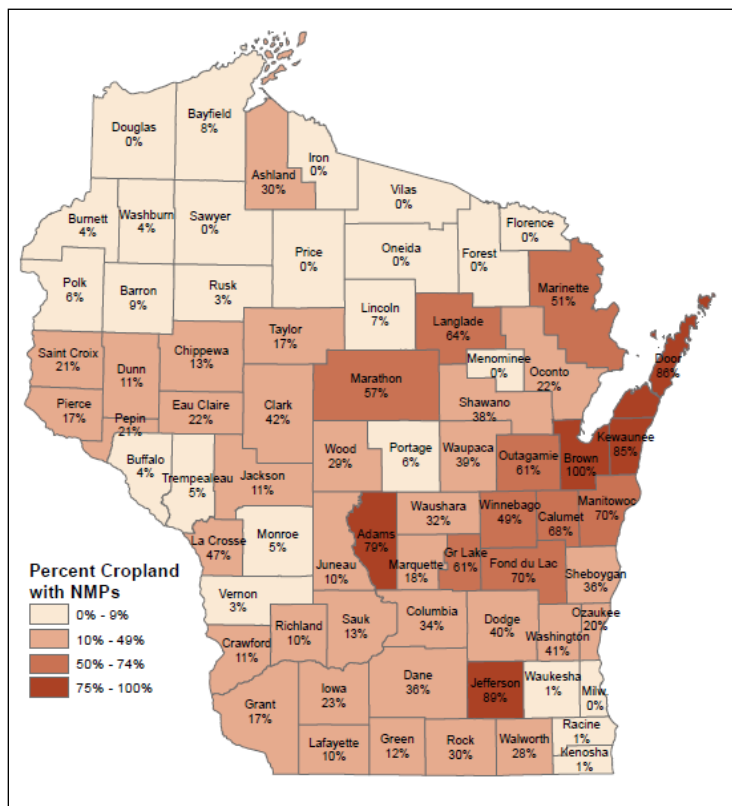 Douglas
0%
Bayfield
8%
Ashland
30%
Iron
0%
Vilas
0%
Burnett
4%
Washburn
4%
Sawyer
0%
Price
0%
Oneida
0%
Forest
0%
Florence
0%
Polk
6%
Barron
9%
Rusk
3%
Lincoln
7%
Langlade
64%
Marinette
51%
Taylor
17%
Door
86%
Saint Croix
21%
Dunn
11%
Chippewa
13%
Menominee
0%
Oconto
22%
Marathon
57%
Pierce
17%
Pepin
21%
Eau Claire
22%
Clark
42%
Shawano
38%
Buffalo
4%
Trempealeau
5%
Jackson
11%
Wood
29%
Portage
6%
Waupaca
39%
Outagamie
61%
Brown
100%
Kewaunee
85%
La Crosse
47%
Monroe
5%
Juneau
10%
Adams
79%
Waushara
32%
Winnebago
49%
Calumet
68%
Manitowoc
70%
Marquette
18%
Gr Lake
61%
Fond du Lac
70%
Sheboygan
36%
Vernon
3%
Crawford
11%
Richland
10%
Sauk
13%
Columbia
34%
Dodge
40%
Washington
41%
Ozaukee
20%
Grant
17%
Iowa
23%
Dane
36%
Jefferson
89%
Waukesha
1%
Milw.
0%
Lafayette
10%
Green
12%
Rock
30%
Walworth
28%
Racine
1%
Kenosha
1%
Percent Cropland
with NMPs
0% - 9%
10% - 49%
50% - 74%
75% - 100%